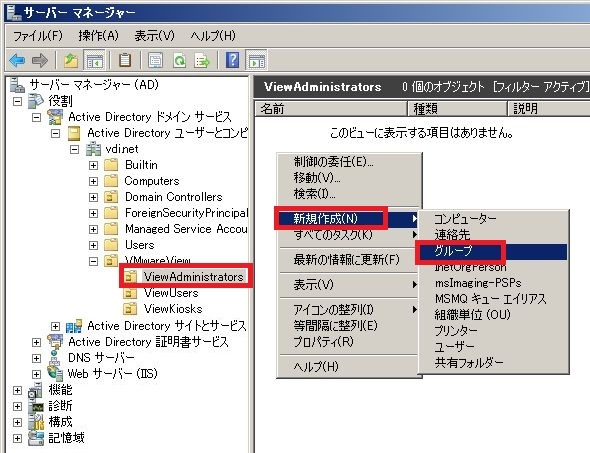 サーバー マネージャー
ファイル(F) 操作(A) 表示(V) ヘルプ(H)
サーバー マネージャー (AD)
役割
Active Directory ドメイン サービス
Active Directory ユーザーとコンピ
vdi.net
Builtin
Computers
Domain Controllers
ForeignSecurityPrincipal
Managed Service Accou
Users
VMwareView
ViewAdministrators
ViewUsers
ViewKiosks
Active Directory サイトとサービス
Active Directory 証明書サービス
DNS サーバー
Web サーバー (IIS)
機能
診断
構成
記憶域
ViewAdministrators 0 個のオブジェクト [フィルター アクティブ]
名前 種類 説明
このビューに表示する項目はありません。
制御の委任(E)...
移動(V)...
検索(I)...
新規作成(N)
すべてのタスク(K)
最新の情報に更新(F)
表示(V)
アイコンの整列(I)
等間隔に整列(E)
プロパティ(R)
ヘルプ(H)
コンピューター
連絡先
グループ
InetOrgPerson
msImaging-PSPs
MSMQ キュー エイリアス
組織単位 (OU)
プリンター
ユーザー
共有フォルダー